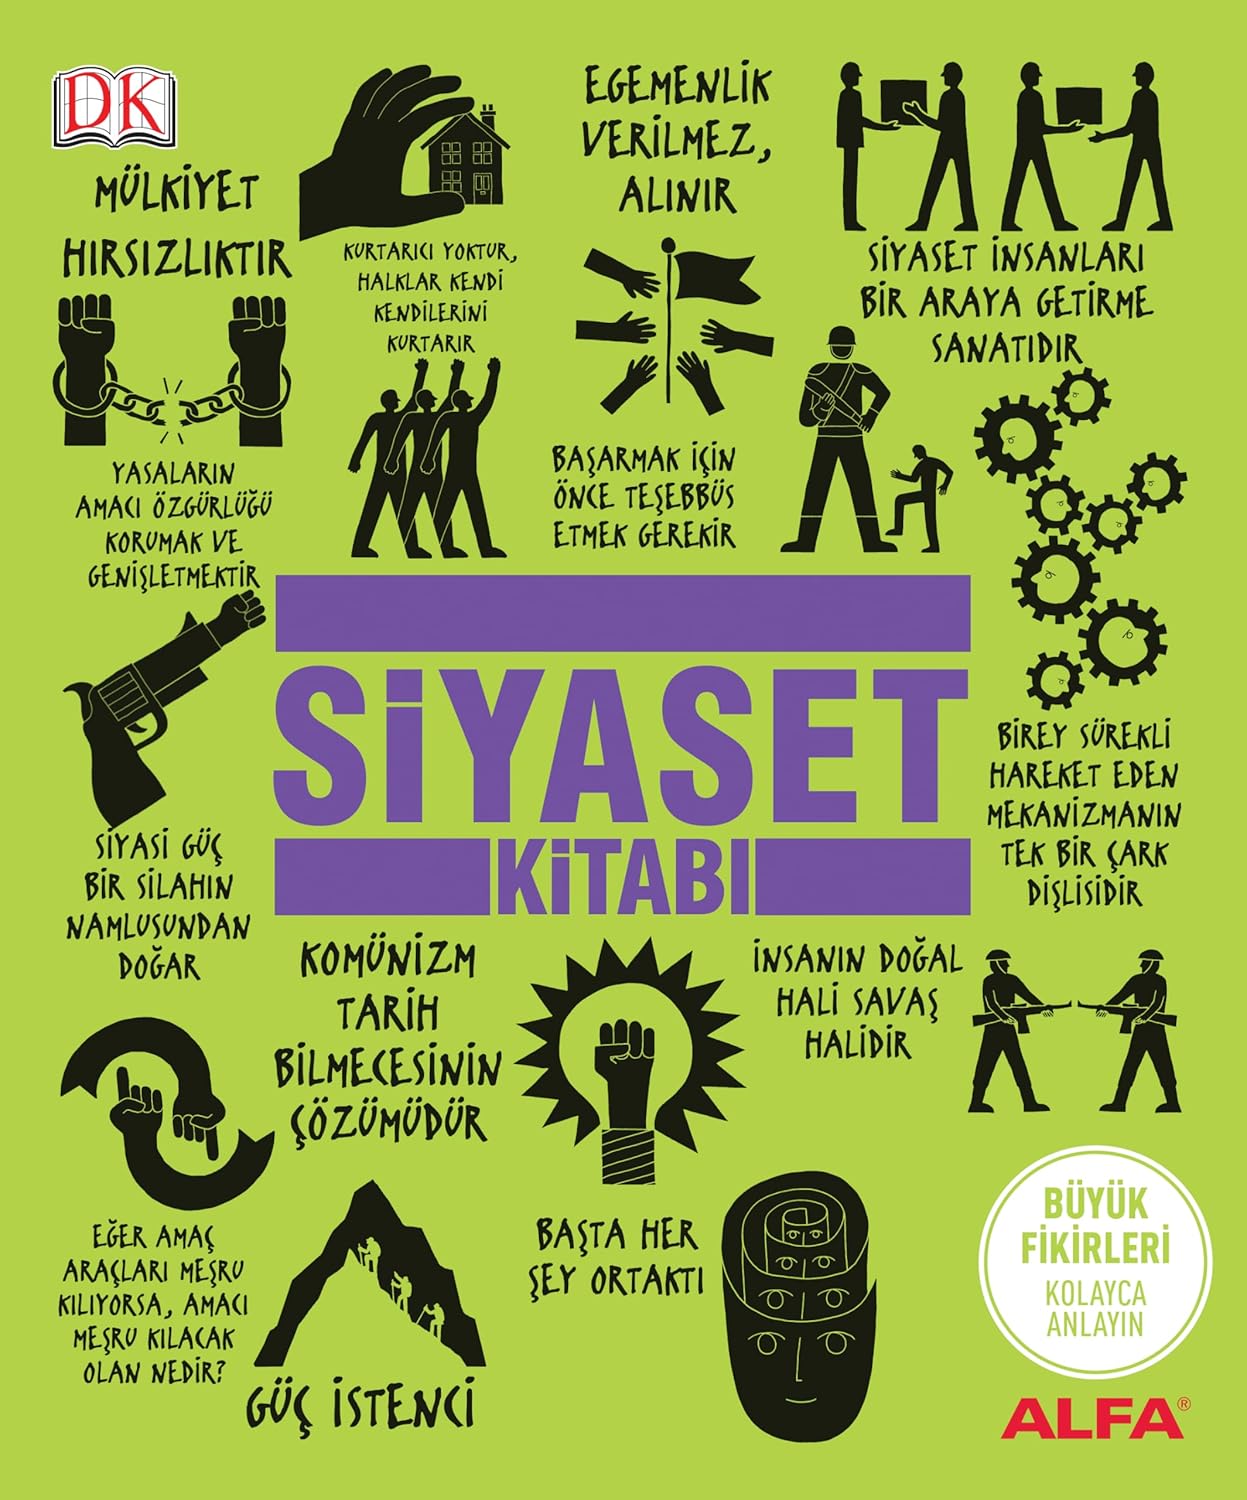 DK
MÜLKİYET
HIRSIZLIKTIR
KURTARICI YOKTUR,
HALKLAR KENDİ
KENDİLERİNİ
KURTARIR
EGEMENLİK
VERİLMEZ,
ALINIR
SİYASET İNSANLARI
BİR ARAYA GETİRME
SANATIDIR
YASALARIN
AMACI ÖZGÜRLÜĞÜ
KORUMAK VE
GENİŞLETMEKTİR
BAŞARMAK İÇİN
ÖNCE TEŞEBBÜS
ETMEK GEREKİR
SİYASET
KİTABI
BİREY SÜREKLİ
HAREKET EDEN
MEKANİZMANIN
TEK BİR ÇARK
DİŞLİSİDİR
SİYASİ GÜÇ
BİR SİLAHIN
NAMLUSUNDAN
DOĞAR
KOMÜNİZM
TARİH
BİLMECESİNİN
ÇÖZÜMÜDÜR
İNSANIN DOĞAL
HALİ SAVAŞ
HALİDİR
EĞER AMAÇ
ARAÇLARI MEŞRU
KILIYORSA, AMACI
MEŞRU KILACAK
OLAN NEDİR?
GÜÇ İSTENCİ
BAŞTA HER
ŞEY ORTAKTI
BÜYÜK
FİKİRLERİ
KOLAYCA
ANLAYIN
ALFA®